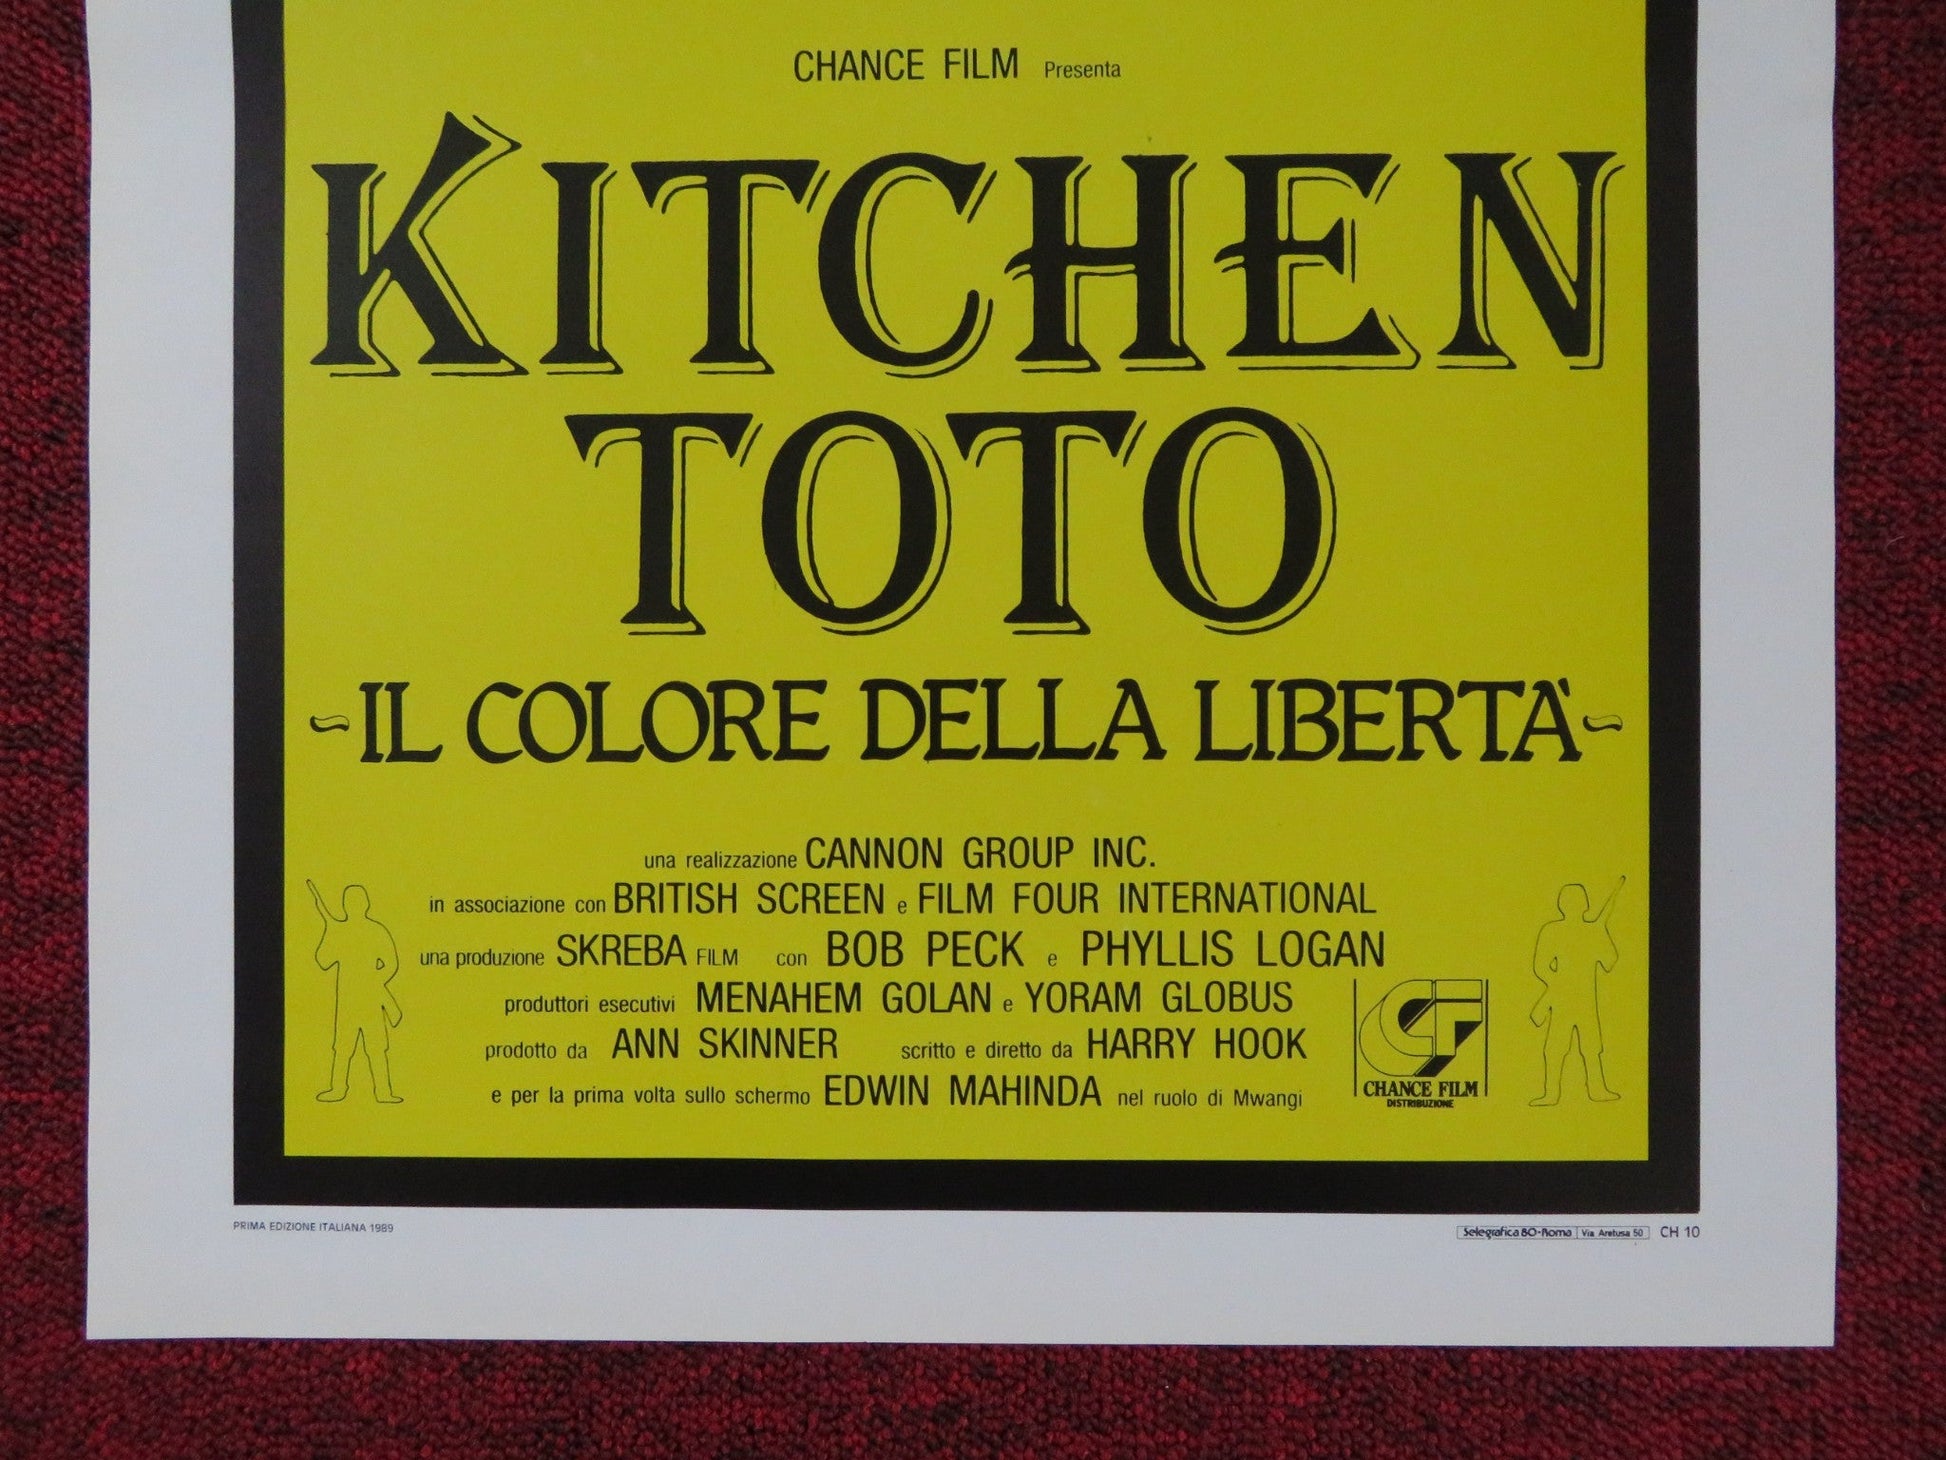 CHANCE FILM Presenta
KITCHEN
TOTO
~IL COLORE DELLA LIBERTÀ~
una realizzazione CANNON GROUP INC.
in associazione con BRITISH SCREEN e FILM FOUR INTERNATIONAL
una produzione SKREBA FILM con BOB PECK e PHYLLIS LOGAN
produttori esecutivi MENAHEM GOLAN e YORAM GLOBUS
prodotto da ANN SKINNER scritto e diretto da HARRY HOOK
e per la prima volta sullo schermo EDWIN MAHINDA nel ruolo di Mwangi
CF
CHANCE FILM
DISTRIBUZIONE
PRIMA EDIZIONE ITALIANA 1989
Selegrafica 80-Roma Via Aretusa 50 CH 10